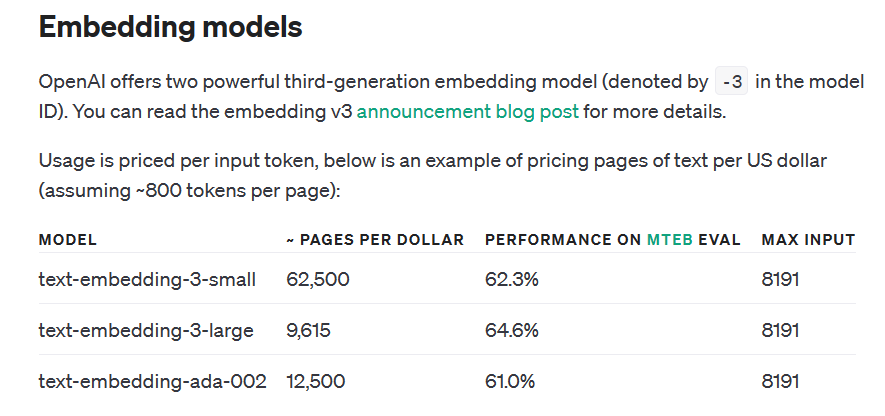 Embedding models
OpenAI offers two powerful third-generation embedding model (denoted by -3 in the model
ID). You can read the embedding v3 announcement blog post for more details.
Usage is priced per input token, below is an example of pricing pages of text per US dollar
(assuming ~800 tokens per page):
MODEL ~ PAGES PER DOLLAR PERFORMANCE ON MTEB EVAL MAX INPUT
text-embedding-3-small 62,500 62.3% 8191
text-embedding-3-large 9,615 64.6% 8191
text-embedding-ada-002 12,500 61.0% 8191